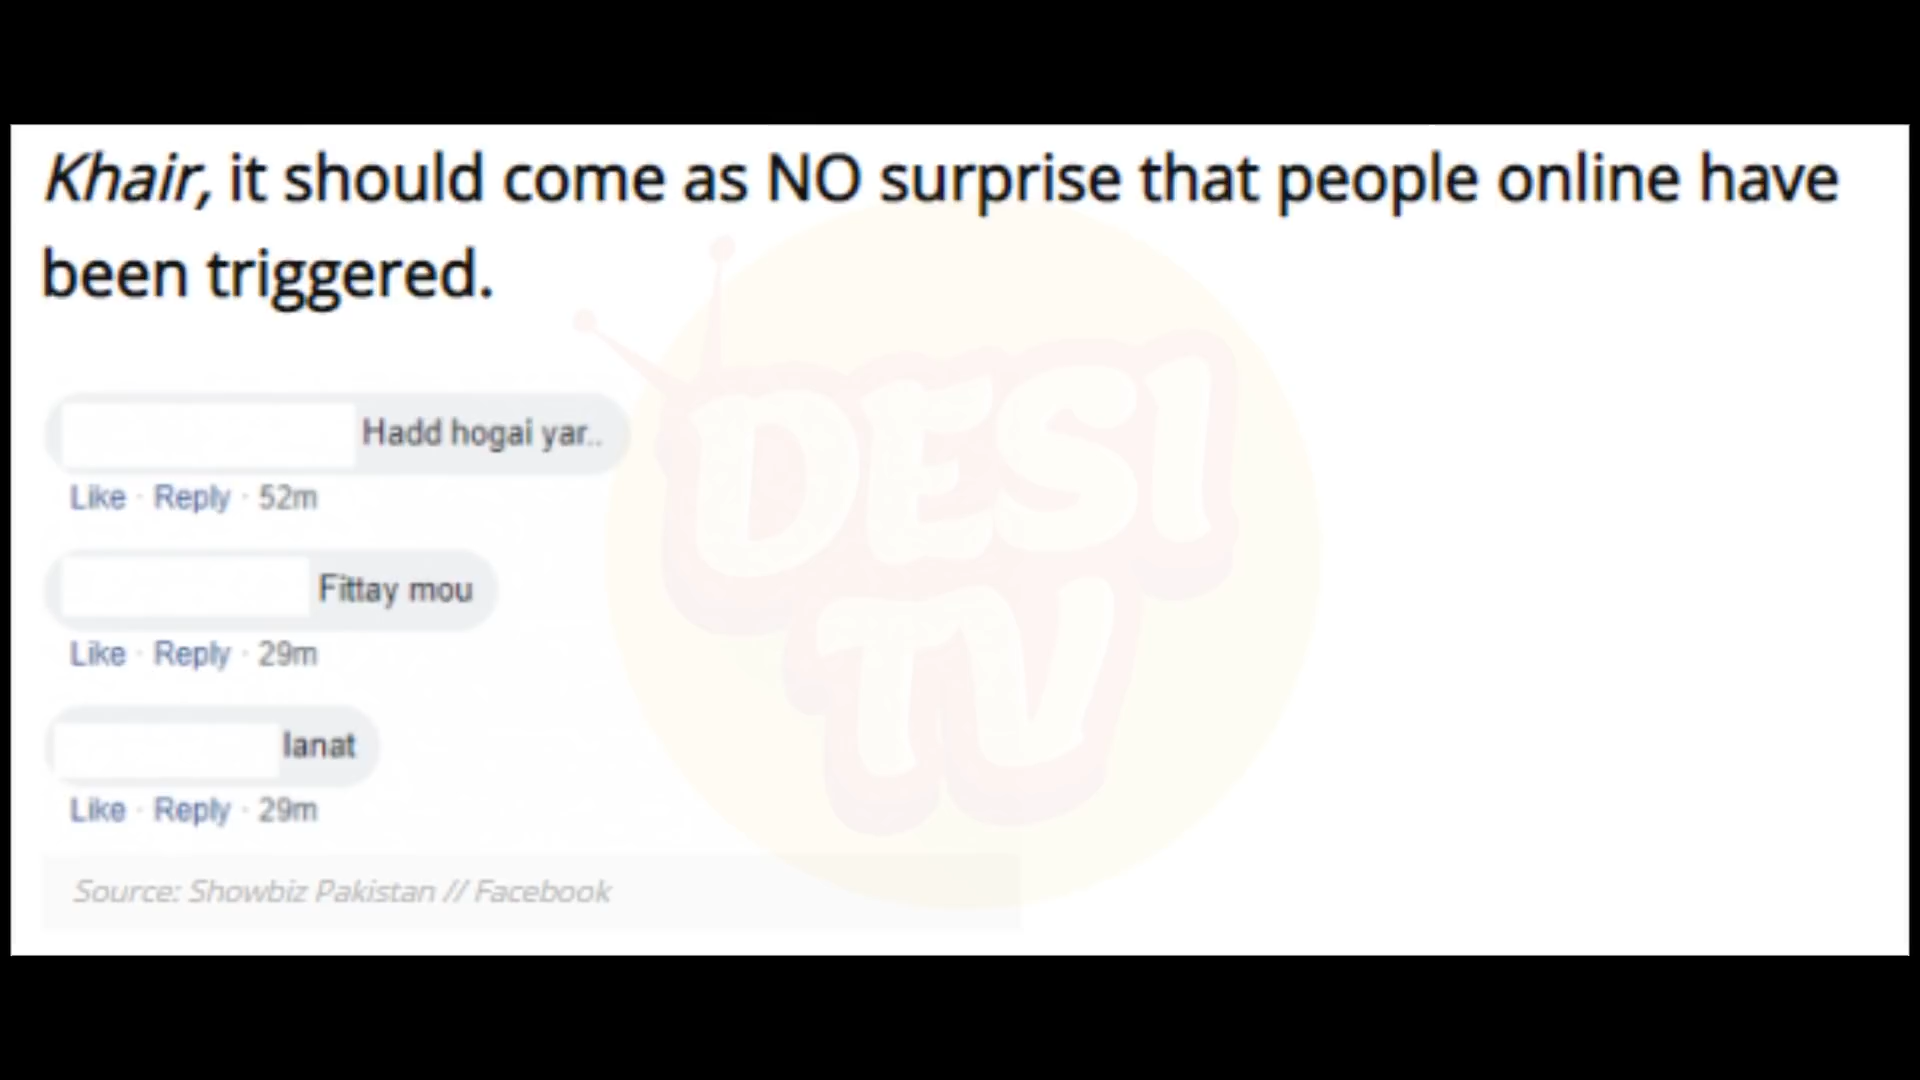 Khair, it should come as NO surprise that people online have
been triggered.
Hadd hogai yar..
Like · Reply · 52m
Fittay mou
Like · Reply · 29m
lanat
Like · Reply · 29m
Source: Showbiz Pakistan // Facebook
DESI
TV